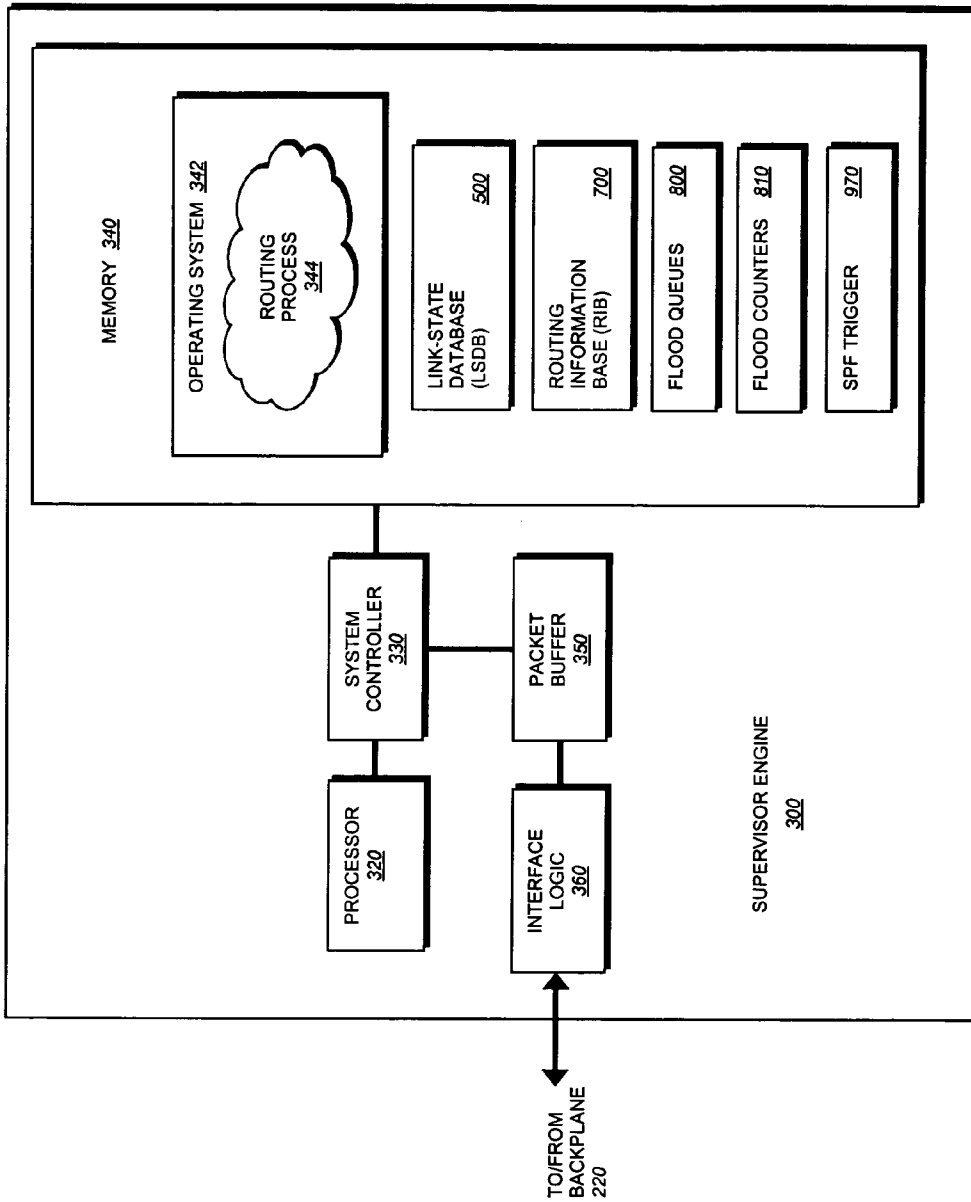 MEMORY 340
OPERATING SYSTEM 342
ROUTING
PROCESS
344
LINK-STATE
DATABASE
(LSDB)
500
ROUTING
INFORMATION
BASE (RIB)
700
FLOOD QUEUES 800
FLOOD COUNTERS 810
SPF TRIGGER 970
SYSTEM
CONTROLLER
330
PROCESSOR
320
PACKET
BUFFER
350
INTERFACE
LOGIC
360
SUPERVISOR ENGINE
300
TO/FROM
BACKPLANE
220